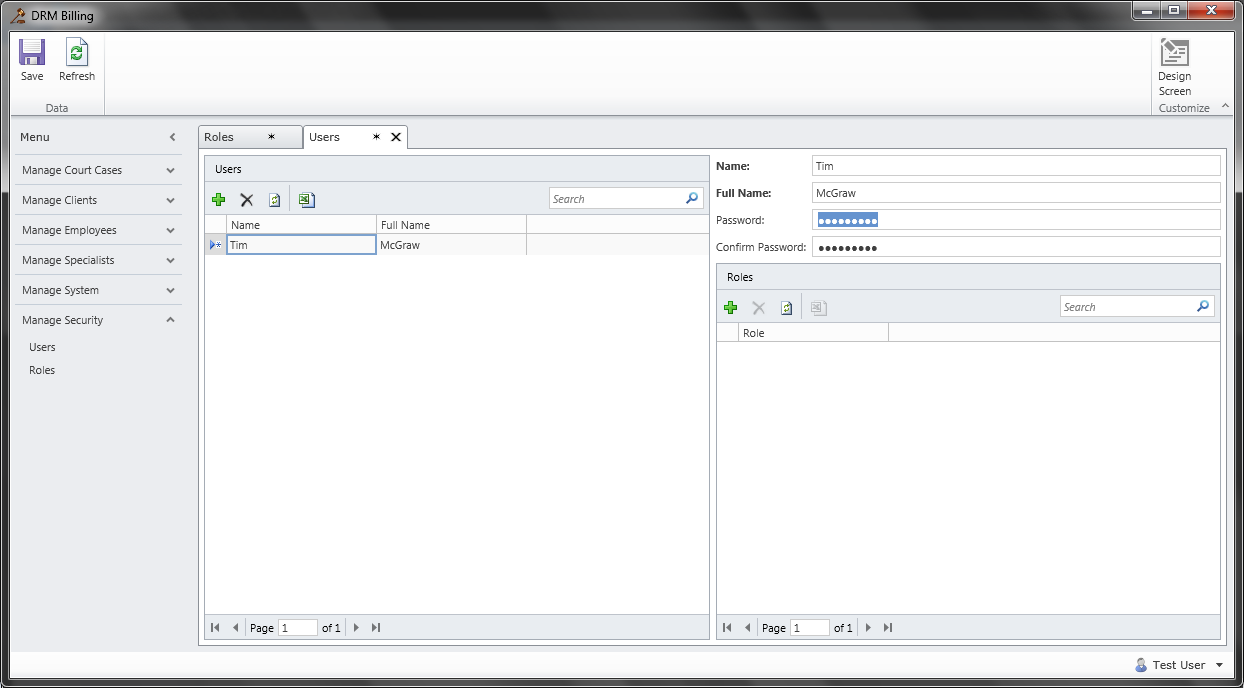 DRM Billing
Save
Refresh
Data
Design
Screen
Customize
Menu
Manage Court Cases
Manage Clients
Manage Employees
Manage Specialists
Manage System
Manage Security
Users
Roles
Roles *
Users *
Users
Search
Name Full Name
Tim McGraw
Page 1 of 1
Name: Tim
Full Name: McGraw
Password: ●●●●●●●●●
Confirm Password: ●●●●●●●●●
Roles
Search
Role
Page 1 of 1
Test User